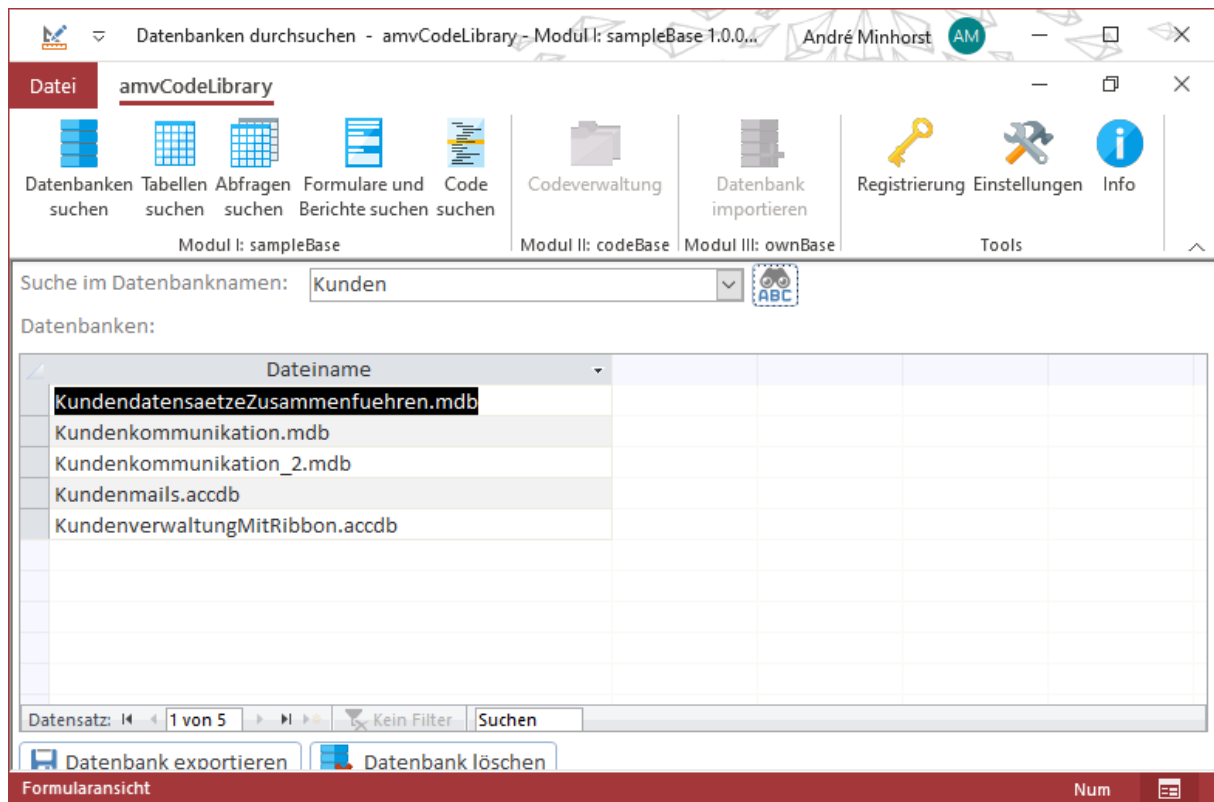 Datenbanken durchsuchen - amvCodeLibrary - Modul I: sampleBase 1.0.0... André Minhorst AM
Datei amvCodeLibrary
Datenbanken Tabellen Abfragen Formulare und Code Codeverwaltung Datenbank Registrierung Einstellungen Info
suchen suchen suchen Berichte suchen suchen importieren
Modul I: sampleBase Modul II: codeBase Modul III: ownBase Tools
Suche im Datenbanknamen: Kunden ABC
Datenbanken:
Dateiname
KundendatensaetzeZusammenfuehren.mdb
Kundenkommunikation.mdb
Kundenkommunikation_2.mdb
Kundenmails.accdb
KundenverwaltungMitRibbon.accdb
Datensatz: 1 von 5 Kein Filter Suchen
Datenbank exportieren Datenbank löschen
Formularansicht Num